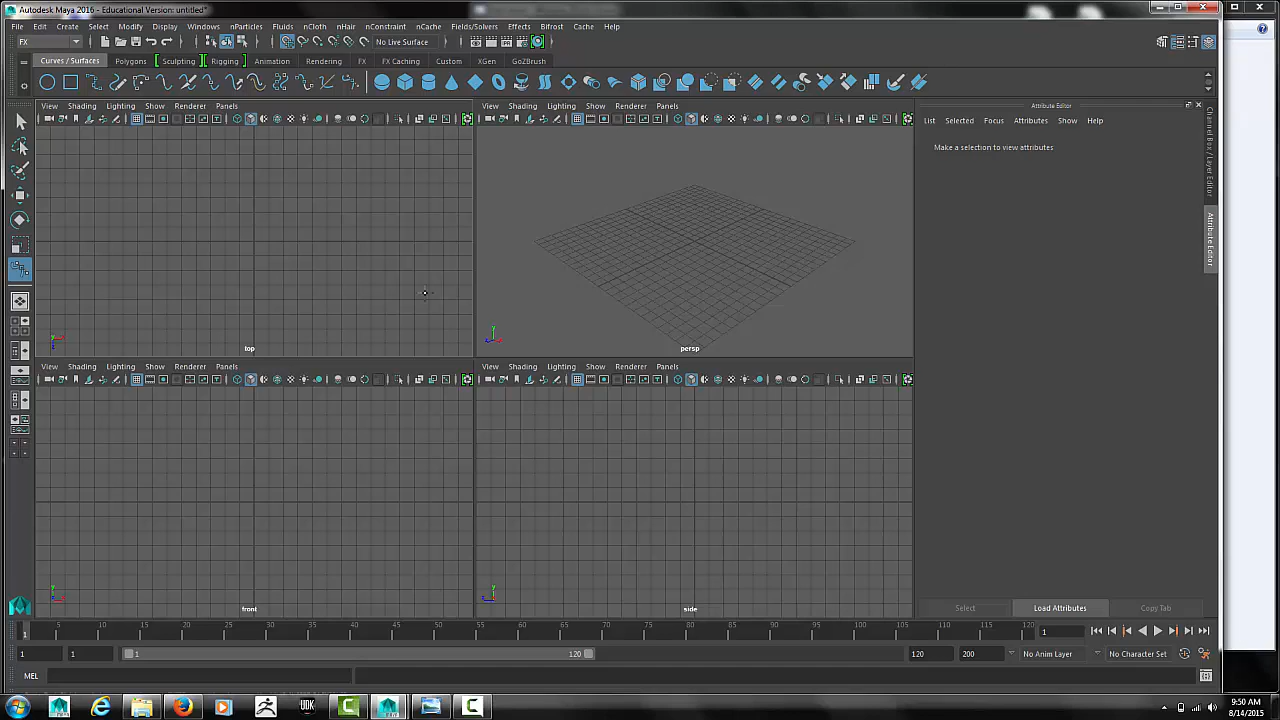 Autodesk Maya 2016 - Educational Version: untitled*
File Edit Create Select Modify Display Windows nParticles Fluids nCloth nHair nConstraint nCache Fields/Solvers Effects Bifrost Cache Help
FX No Live Surface
Curves / Surfaces Polygons Sculpting Rigging Animation Rendering FX FX Caching Custom XGen GoZBrush
View Shading Lighting Show Renderer Panels
View Shading Lighting Show Renderer Panels
Attribute Editor
List Selected Focus Attributes Show Help
Make a selection to view attributes
Channel Box / Layer Editor
Attribute Editor
top
persp
View Shading Lighting Show Renderer Panels
View Shading Lighting Show Renderer Panels
front
side
Select Load Attributes Copy Tab
5 10 15 20 25 30 35 40 45 50 55 60 65 70 75 80 85 90 95 100 105 110 115 120
1 1
1 1 1 120 120 200 No Anim Layer No Character Set
MEL
9:50 AM
8/14/2015